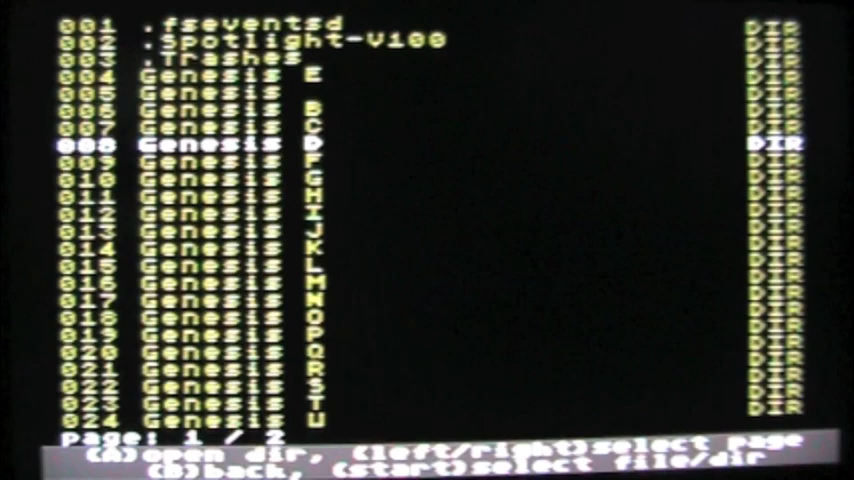 001 .fseventsd DIR
002 .Spotlight-V100 DIR
003 .Trashes DIR
004 Genesis E DIR
005 Genesis DIR
006 Genesis B DIR
007 Genesis C DIR
008 Genesis D DIR
009 Genesis F DIR
010 Genesis G DIR
011 Genesis H DIR
012 Genesis I DIR
013 Genesis J DIR
014 Genesis K DIR
015 Genesis L DIR
016 Genesis M DIR
017 Genesis N DIR
018 Genesis O DIR
019 Genesis P DIR
020 Genesis Q DIR
021 Genesis R DIR
022 Genesis S DIR
023 Genesis T DIR
024 Genesis U
page: 1 / 2
(A)open dir, (left/right)select page
(B)back, (start)select file/dir